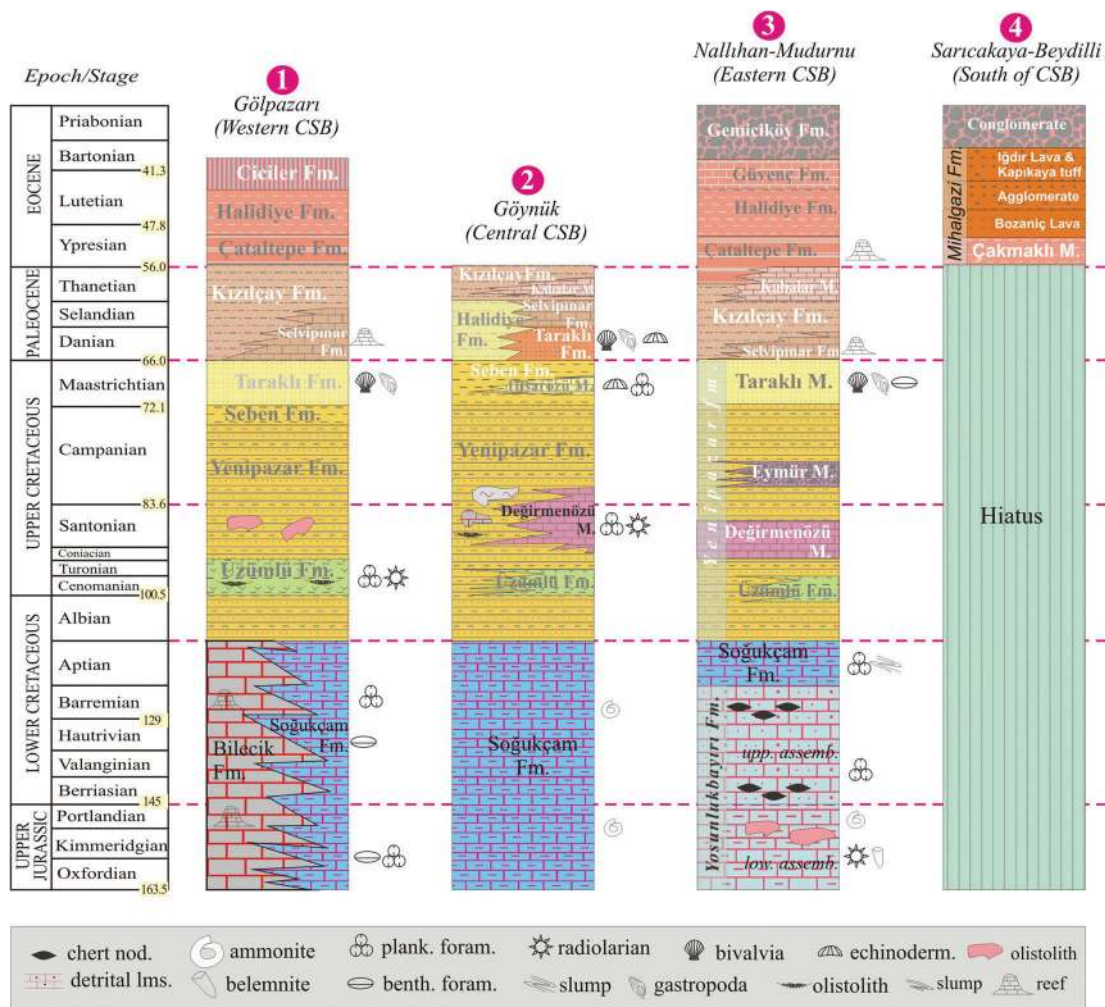 Epoch/Stage
1
Gölpazarı
(Western CSB)
2
Göynük
(Central CSB)
3
Nallıhan-Mudurnu
(Eastern CSB)
4
Sarıcakaya-Beydilli
(South of CSB)
EOCENE
Priabonian
Bartonian
41.3
Lutetian
47.8
Ypresian
56.0
PALEOCENE
Thanetian
Selandian
Danian
66.0
UPPER CRETACEOUS
Maastrichtian
72.1
Campanian
83.6
Santonian
Coniacian
Turonian
Cenomanian
100.5
LOWER CRETACEOUS
Albian
Aptian
Barremian
129
Hautrivian
Valanginian
Berriasian
145
UPPER
JURASSIC
Portlandian
Kimmeridgian
Oxfordian
163.5
Ciciler Fm.
Halidiye Fm.
Çataltepe Fm.
Kızılçay Fm.
Selvipınar
Fm.
Taraklı Fm.
Seben Fm.
Yenipazar Fm.
Üzümlü Fm.
Soğukçam
Fm.
Bilecik
Fm.
Kızılçay Fm.
Kabalar M.
Selvipınar
Fm.
Halidiye
Fm.
Taraklı
Fm.
Seben Fm.
Yenipazar Fm.
Değirmenözü
M.
Üzümlü Fm.
Soğukçam
Fm.
Gemiciköy Fm.
Güvenç Fm.
Halidiye Fm.
Çataltepe Fm.
Kabalar M.
Kızılçay Fm.
Selvipınar Fm
Yenipazar fm.
Taraklı M.
Eymür M.
Değirmenözü
M.
Üzümlü Fm.
Soğukçam
Fm.
Yosunlukbayırı Fm.
upp. assemb.
low. assemb.
Conglomerate
Mihalgazi Fm.
Iğdır Lava &
Kapıkaya tuff
Agglomerate
Bozaniç Lava
Çakmaklı M.
Hiatus
chert nod.
ammonite
plank. foram.
radiolarian
bivalvia
echinoderm.
olistolith
detrital lms.
belemnite
benth. foram.
slump
gastropoda
olistolith
slump
reef